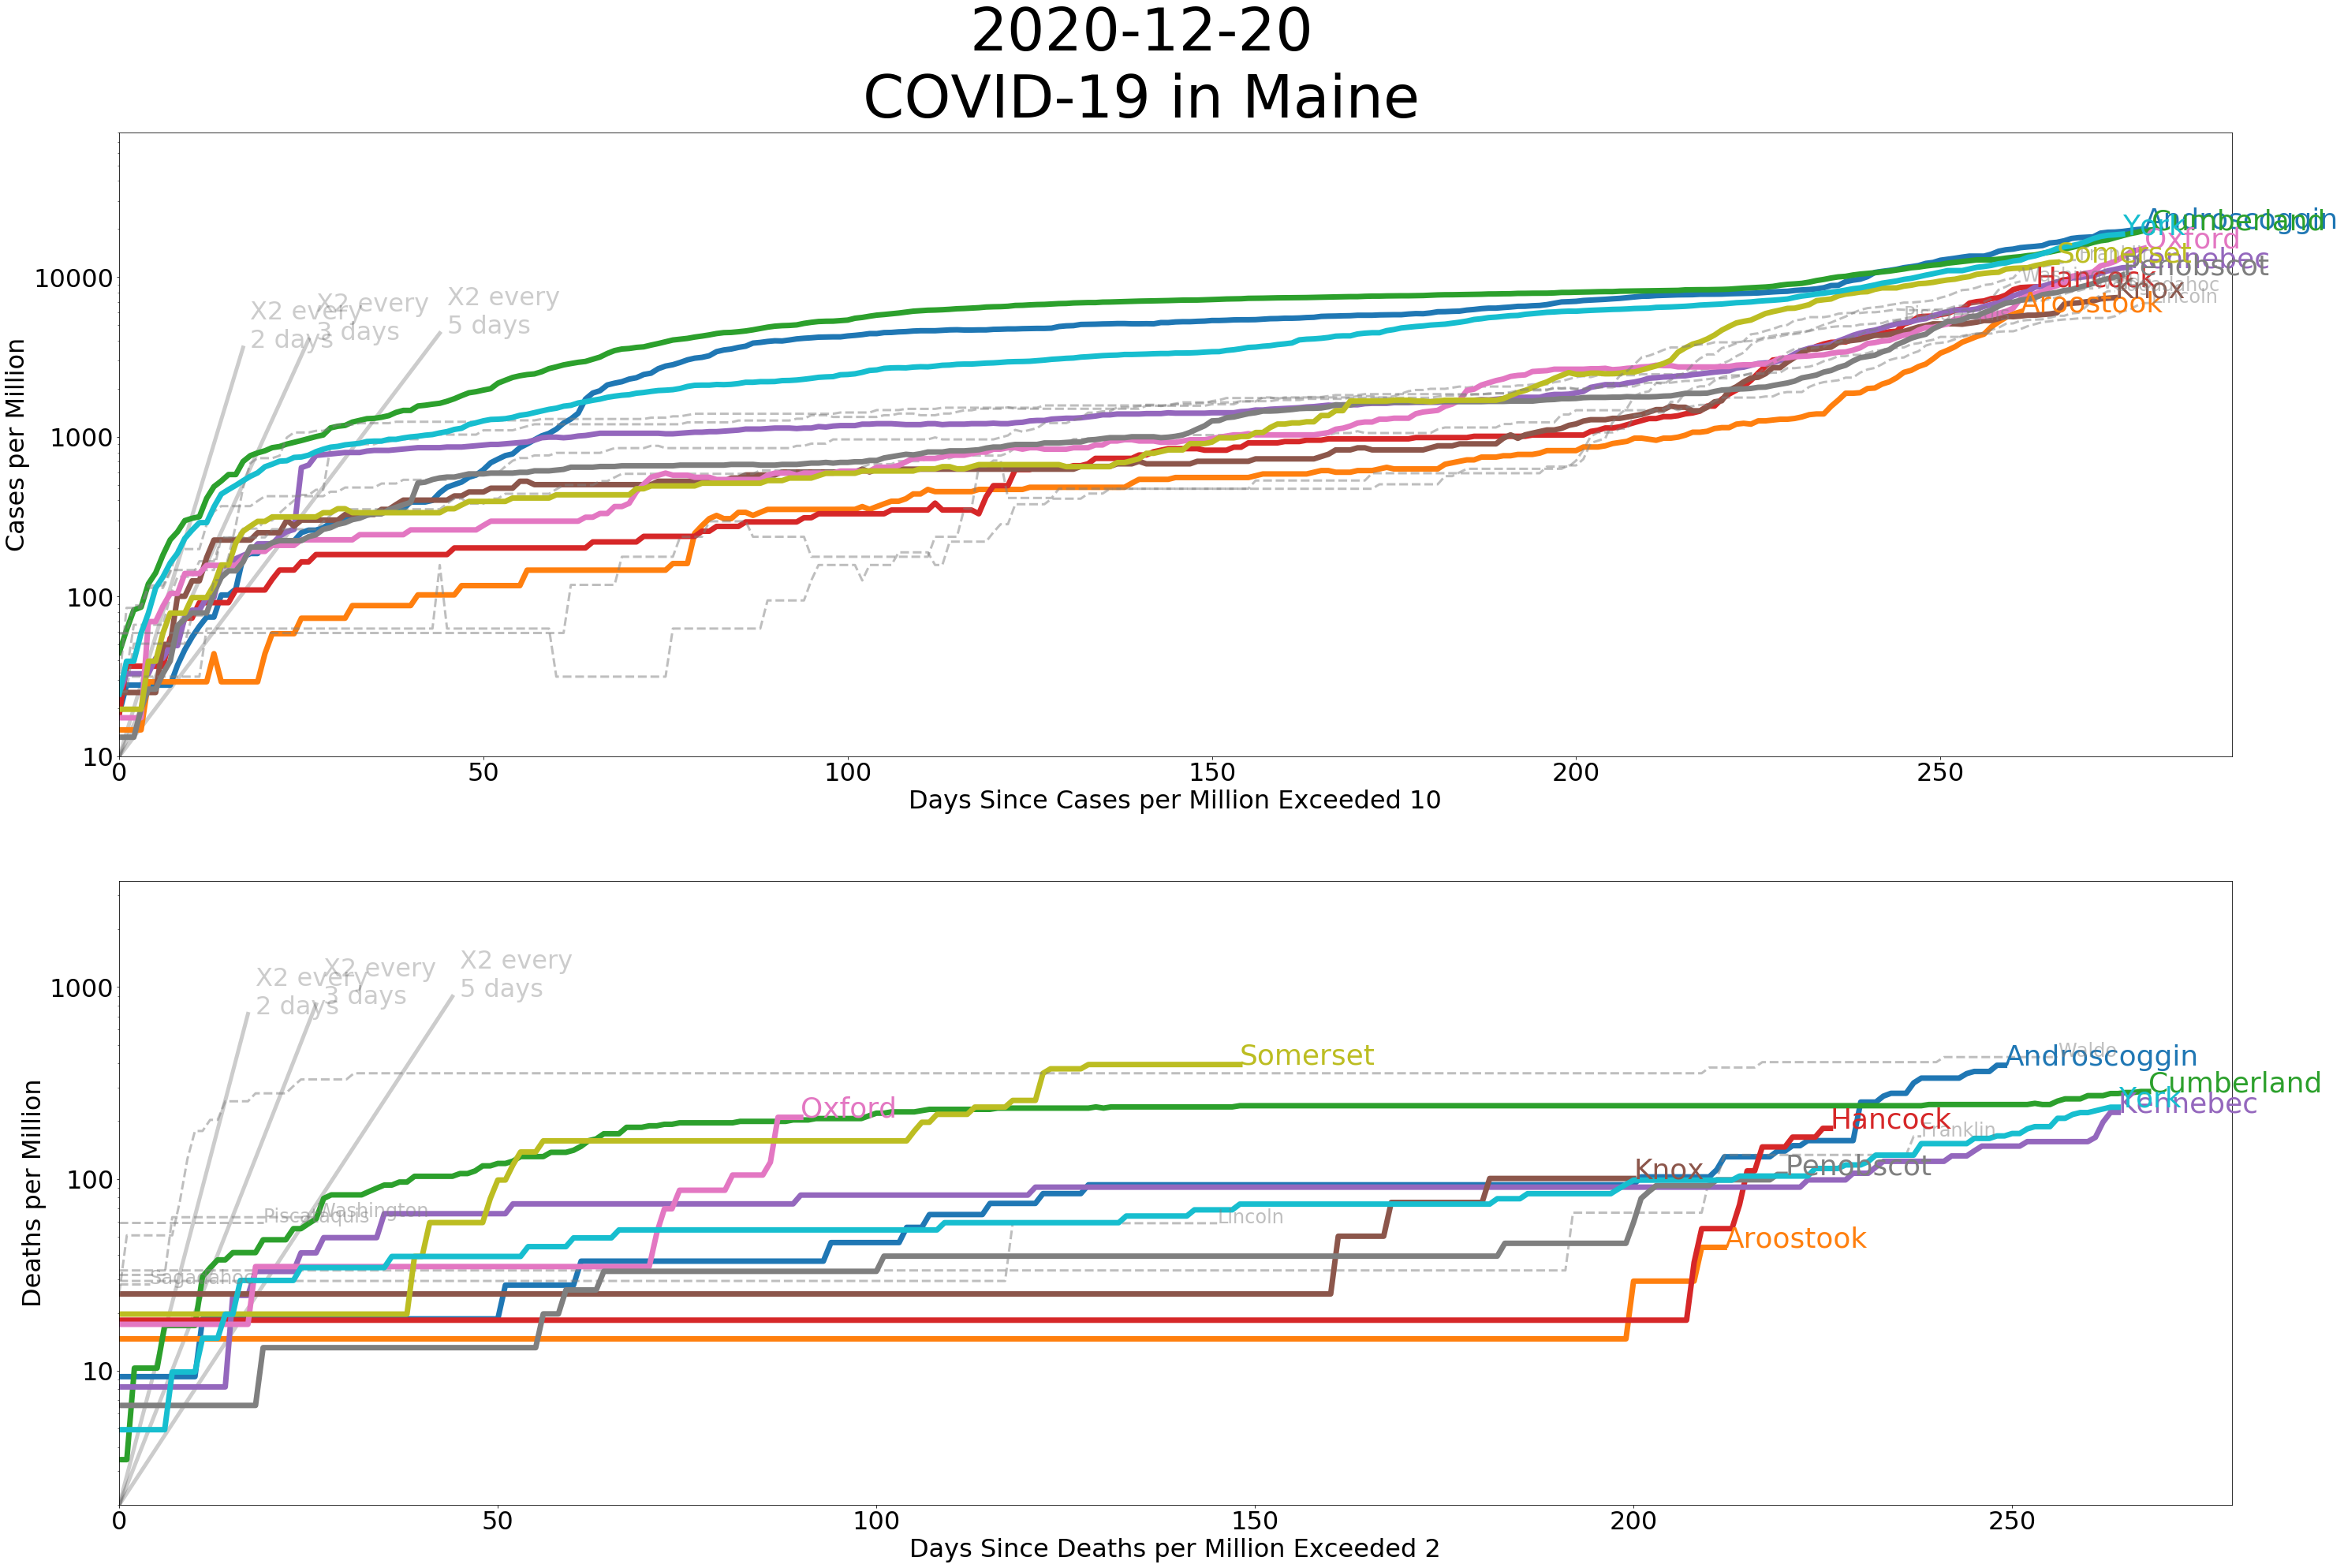 2020-12-20
COVID-19 in Maine
Cases per Million
10000
1000
100
10
X2 every
2 days
X2 every
3 days
X2 every
5 days
Androscoggin
Cumberland
York
Oxford
Somerset
Kennebec
Penobscot
Hancock
Knox
Aroostook
Lincoln
0
50
100
150
200
250
Days Since Cases per Million Exceeded 10
Deaths per Million
1000
100
10
X2 every
2 days
X2 every
3 days
X2 every
5 days
Somerset
Waldo
Androscoggin
Cumberland
York
Kennebec
Oxford
Hancock
Franklin
Knox
Penobscot
Piscataquis
Washington
Lincoln
Aroostook
Sagadahoc
0
50
100
150
200
250
Days Since Deaths per Million Exceeded 2